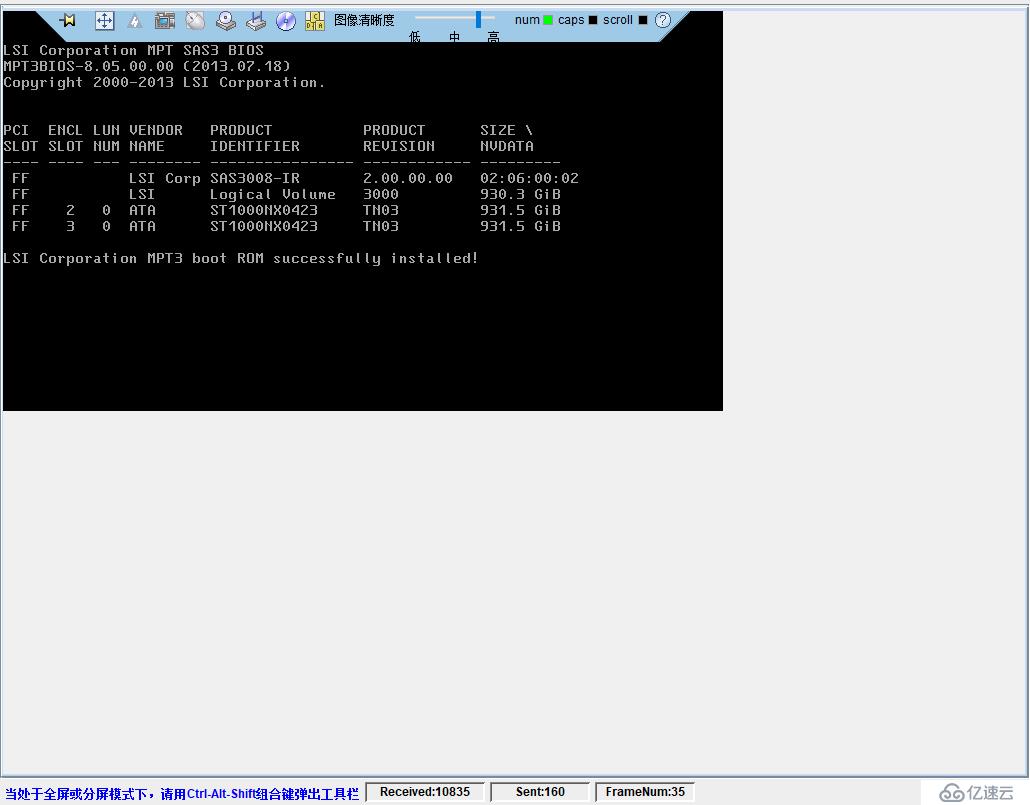 图像清晰度 num caps scroll ?
低 中 高
LSI Corporation MPT SAS3 BIOS
MPT3BIOS-8.05.00.00 (2013.07.18)
Copyright 2000-2013 LSI Corporation.
PCI ENCL LUN VENDOR PRODUCT PRODUCT SIZE \
SLOT SLOT NUM NAME IDENTIFIER REVISION NVDATA
---- ---- --- -------- ---------------- ------------ ---------
FF LSI Corp SAS3008-IR 2.00.00.00 02:06:00:02
FF LSI Logical Volume 3000 930.3 GiB
FF 2 0 ATA ST1000NX0423 TN03 931.5 GiB
FF 3 0 ATA ST1000NX0423 TN03 931.5 GiB
LSI Corporation MPT3 boot ROM successfully installed!
当处于全屏或分屏模式下，请用Ctrl-Alt-Shift组合键弹出工具栏 Received:10835 Sent:160 FrameNum:35
亿速云